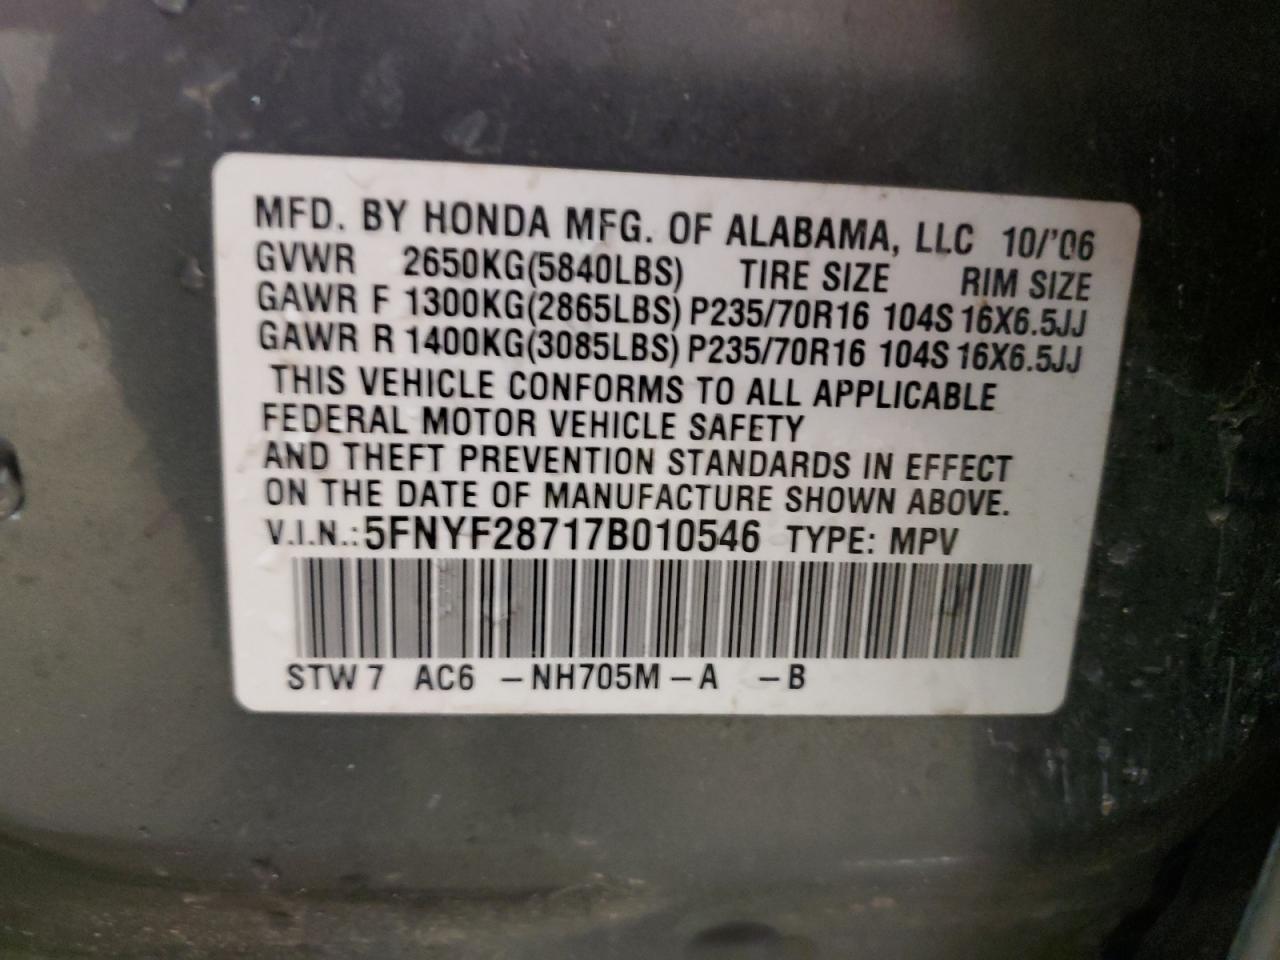 MFD. BY HONDA MFG. OF ALABAMA, LLC 10/'06
GVWR 2650KG(5840LBS) TIRE SIZE RIM SIZE
GAWR F 1300KG(2865LBS) P235/70R16 104S 16X6.5JJ
GAWR R 1400KG(3085LBS) P235/70R16 104S 16X6.5JJ
THIS VEHICLE CONFORMS TO ALL APPLICABLE
FEDERAL MOTOR VEHICLE SAFETY
AND THEFT PREVENTION STANDARDS IN EFFECT
ON THE DATE OF MANUFACTURE SHOWN ABOVE.
V.I.N.:5FNYF28717B010546 TYPE: MPV
STW7 AC6 –NH705M–A –B